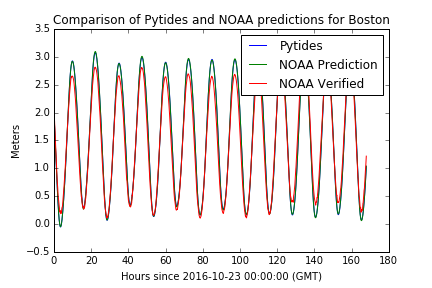 Comparison of Pytides and NOAA predictions for Boston
3.5
3.0
2.5
2.0
1.5
1.0
0.5
0.0
−0.5
Meters
Pytides
NOAA Prediction
NOAA Verified
0 20 40 60 80 100 120 140 160 180
Hours since 2016-10-23 00:00:00 (GMT)